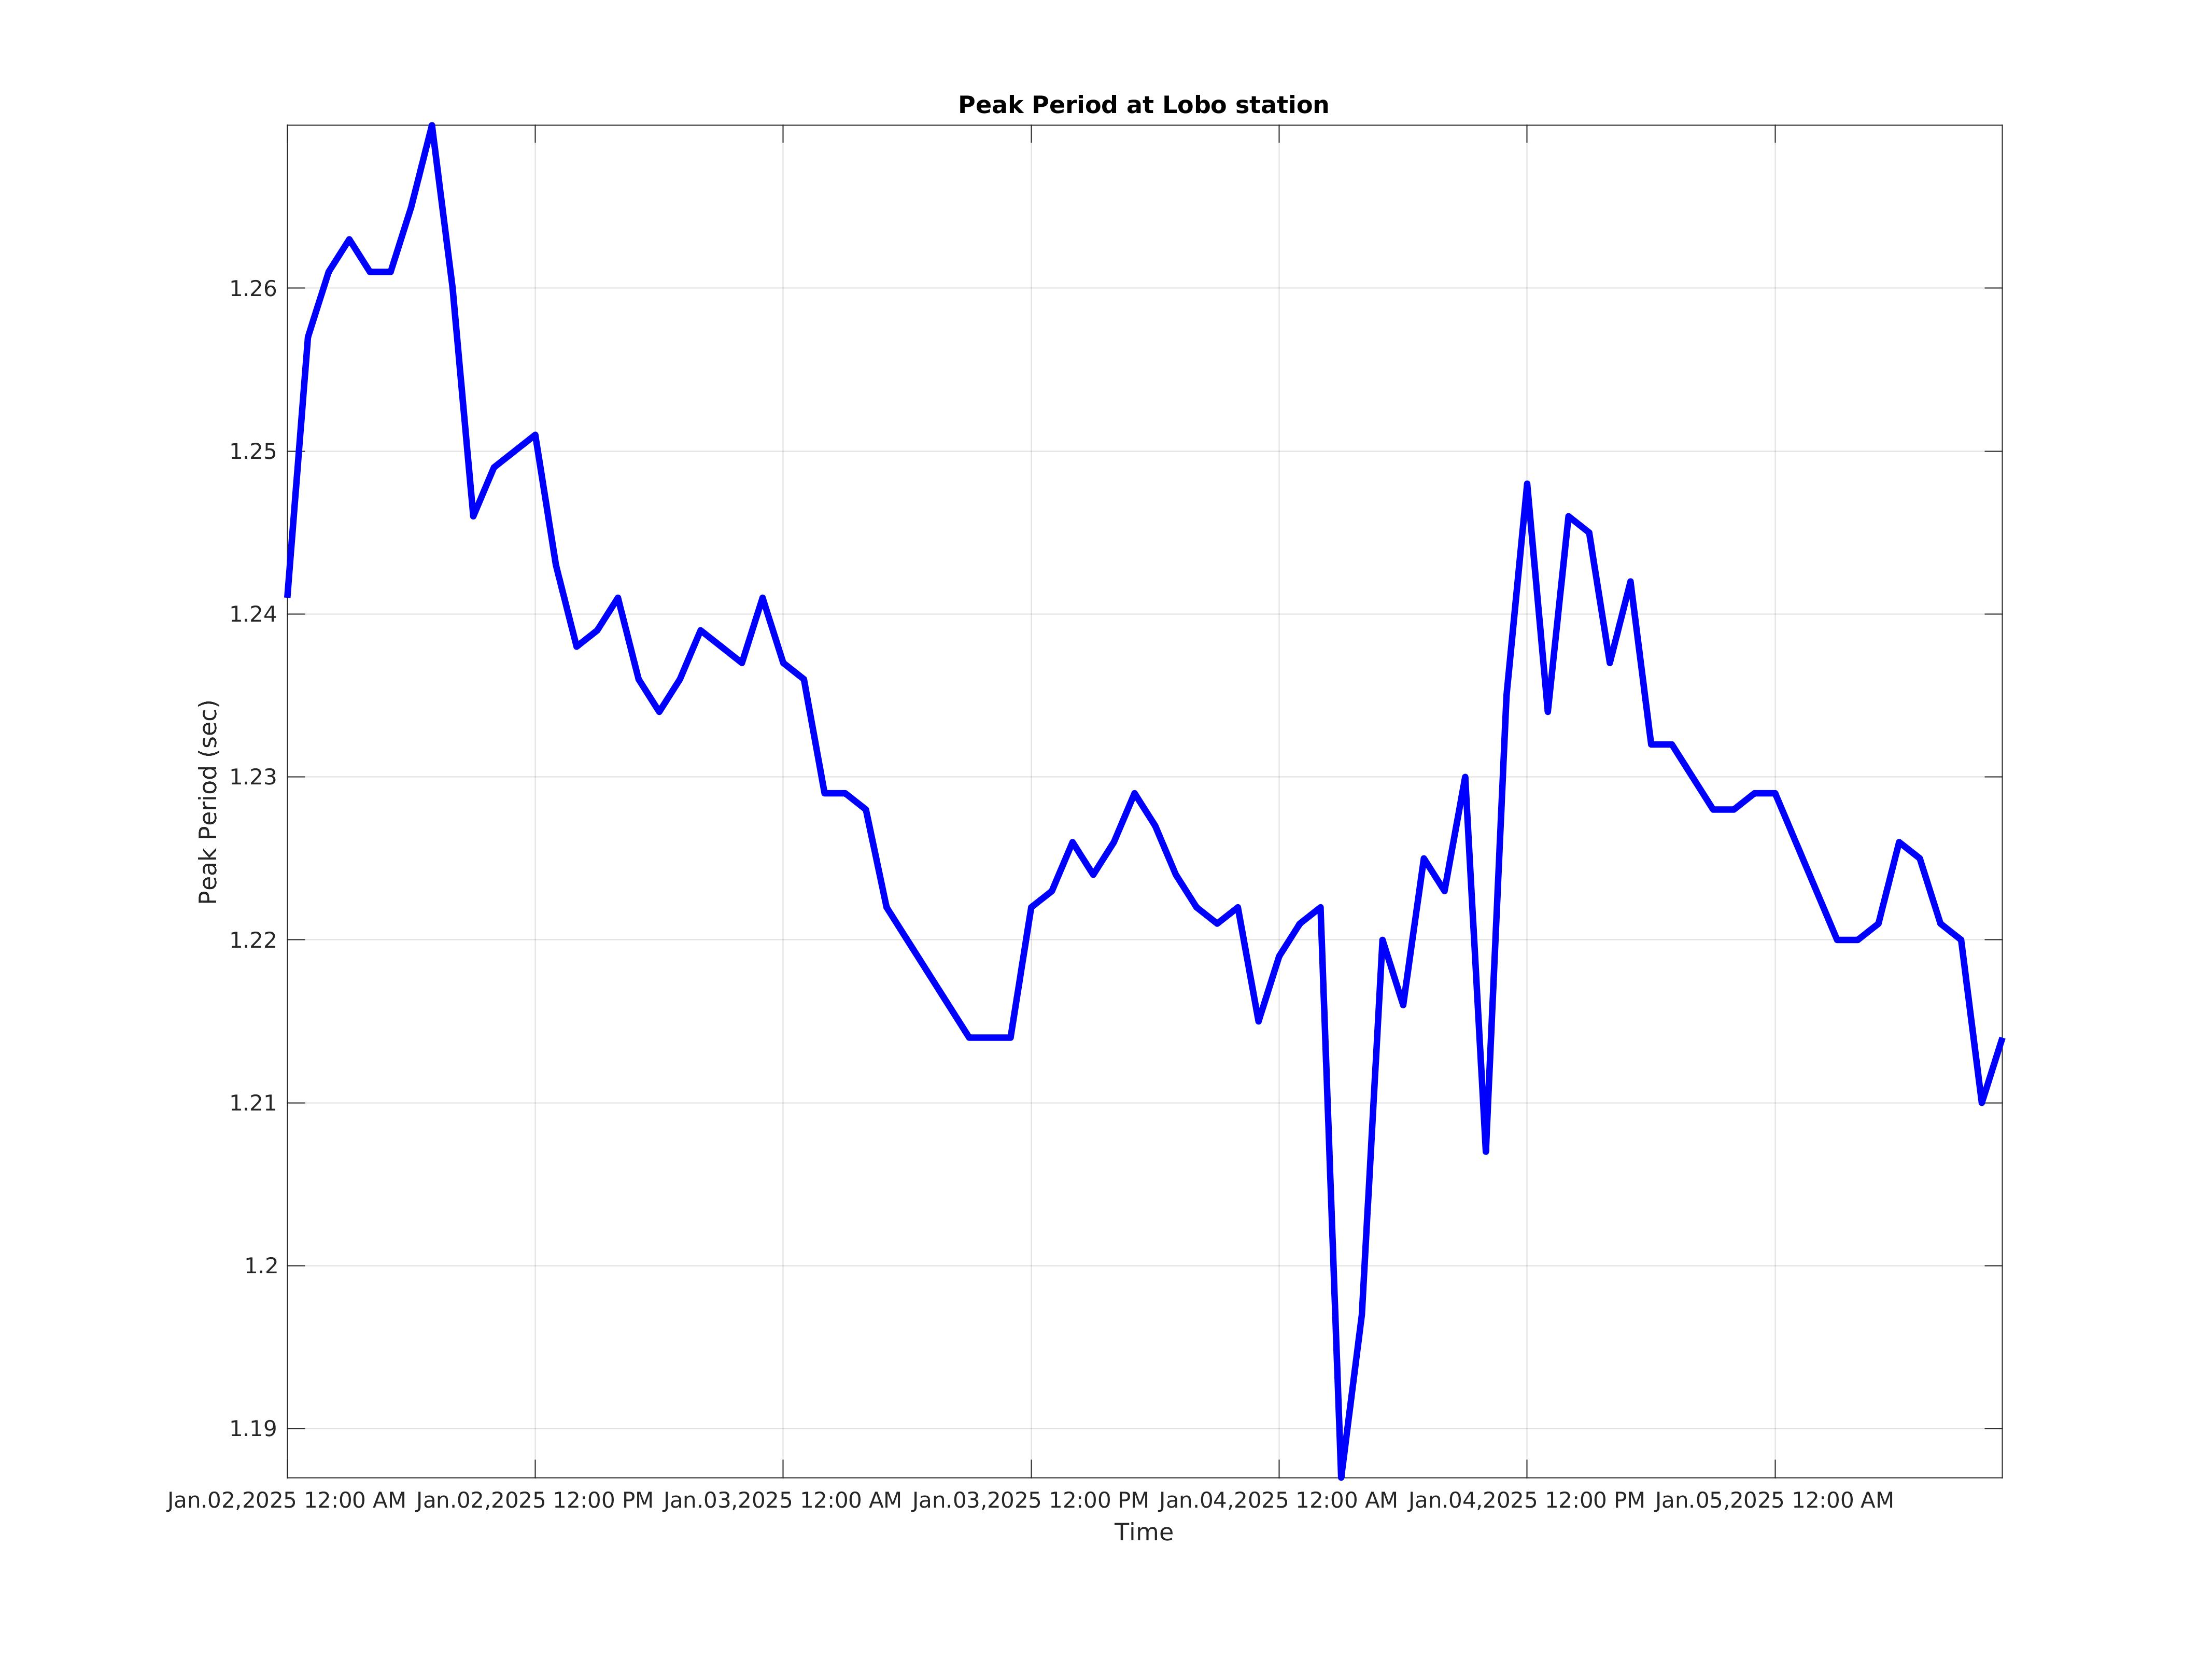 Peak Period at Lobo station
Peak Period (sec)
1.26
1.25
1.24
1.23
1.22
1.21
1.2
1.19
Jan.02,2025 12:00 AM Jan.02,2025 12:00 PM Jan.03,2025 12:00 AM Jan.03,2025 12:00 PM Jan.04,2025 12:00 AM Jan.04,2025 12:00 PM Jan.05,2025 12:00 AM
Time